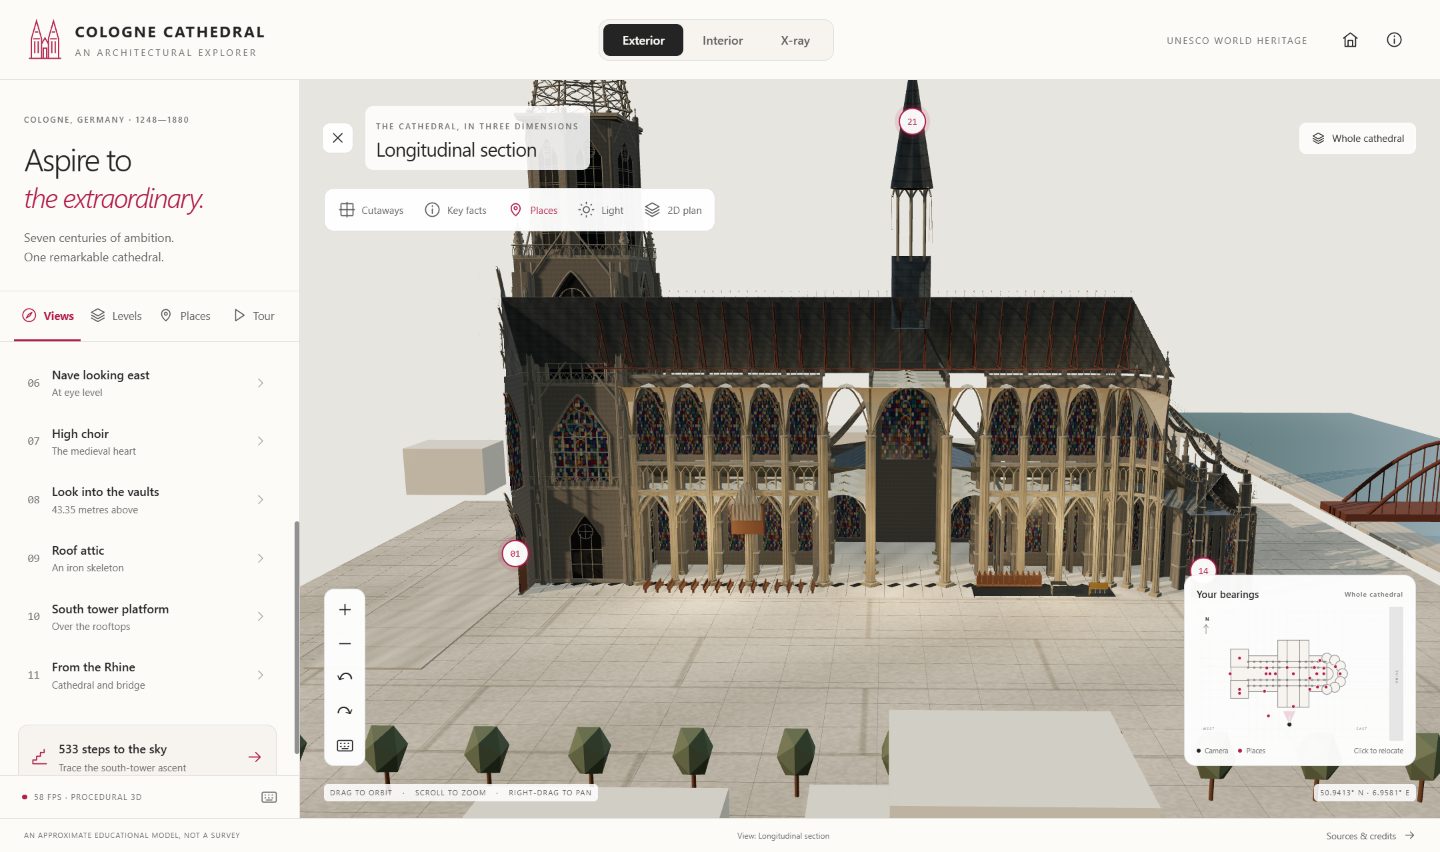 COLOGNE CATHEDRAL
AN ARCHITECTURAL EXPLORER
Exterior
Interior
X-ray
UNESCO WORLD HERITAGE
COLOGNE, GERMANY · 1248—1880
Aspire to
the extraordinary.
Seven centuries of ambition.
One remarkable cathedral.
Views
Levels
Places
Tour
06
Nave looking east
At eye level
07
High choir
The medieval heart
08
Look into the vaults
43.35 metres above
09
Roof attic
An iron skeleton
10
South tower platform
Over the rooftops
11
From the Rhine
Cathedral and bridge
533 steps to the sky
Trace the south-tower ascent
58 FPS · PROCEDURAL 3D
THE CATHEDRAL, IN THREE DIMENSIONS
Longitudinal section
Cutaways
Key facts
Places
Light
2D plan
Whole cathedral
21
01
14
Your bearings
Whole cathedral
N
WEST
EAST
Camera
Places
Click to relocate
DRAG TO ORBIT · SCROLL TO ZOOM · RIGHT-DRAG TO PAN
50.9413° N · 6.9581° E
AN APPROXIMATE EDUCATIONAL MODEL, NOT A SURVEY
View: Longitudinal section
Sources & credits